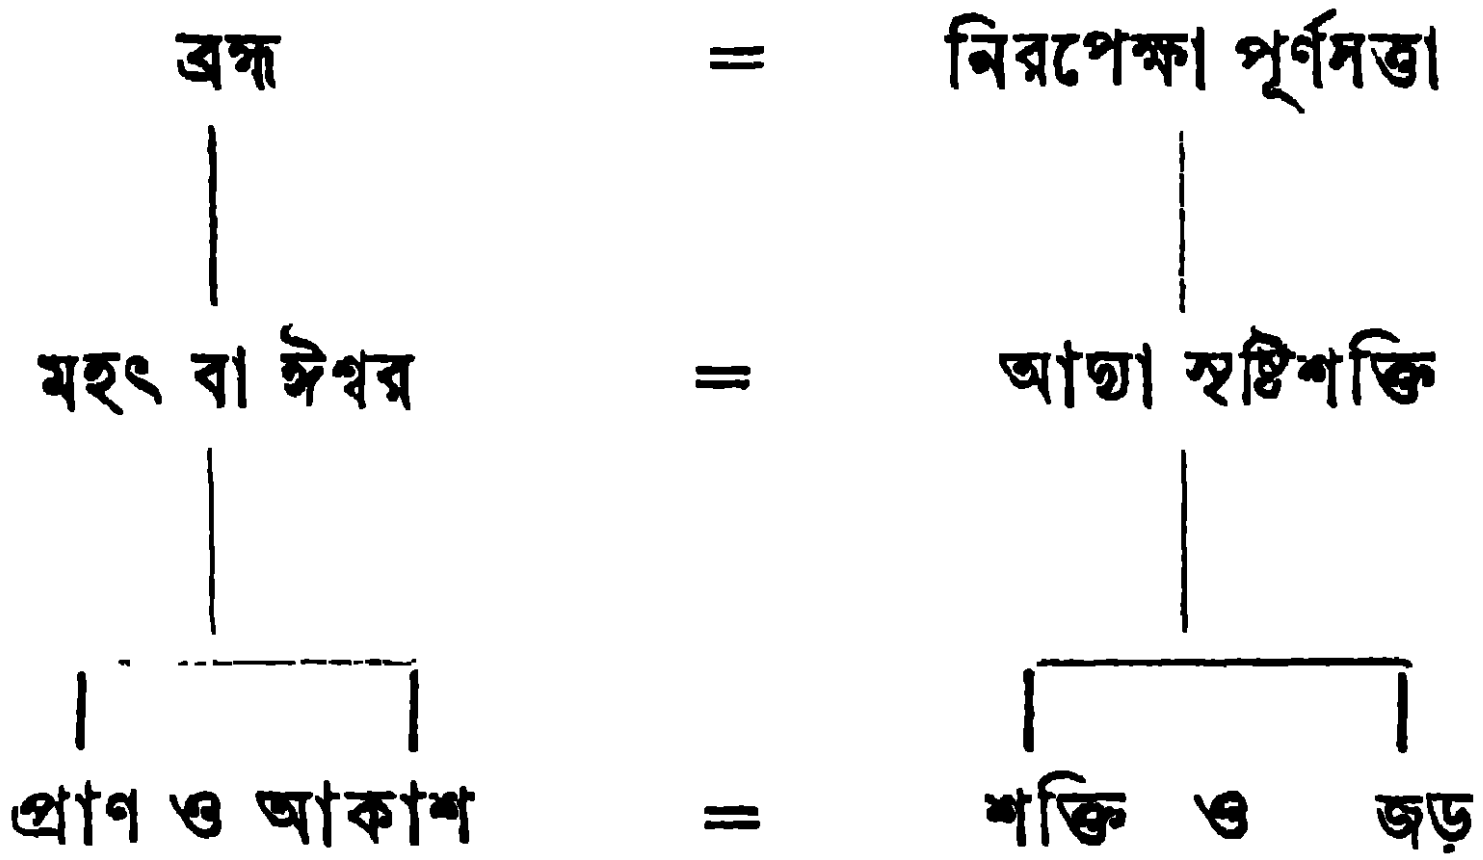 ব্রহ্ম = নিরপেক্ষা পূর্ণসত্তা
মহৎ বা ঈশ্বর = আদ্যা সৃষ্টিশক্তি
প্রাণ ও আকাশ = শক্তি ও জড়